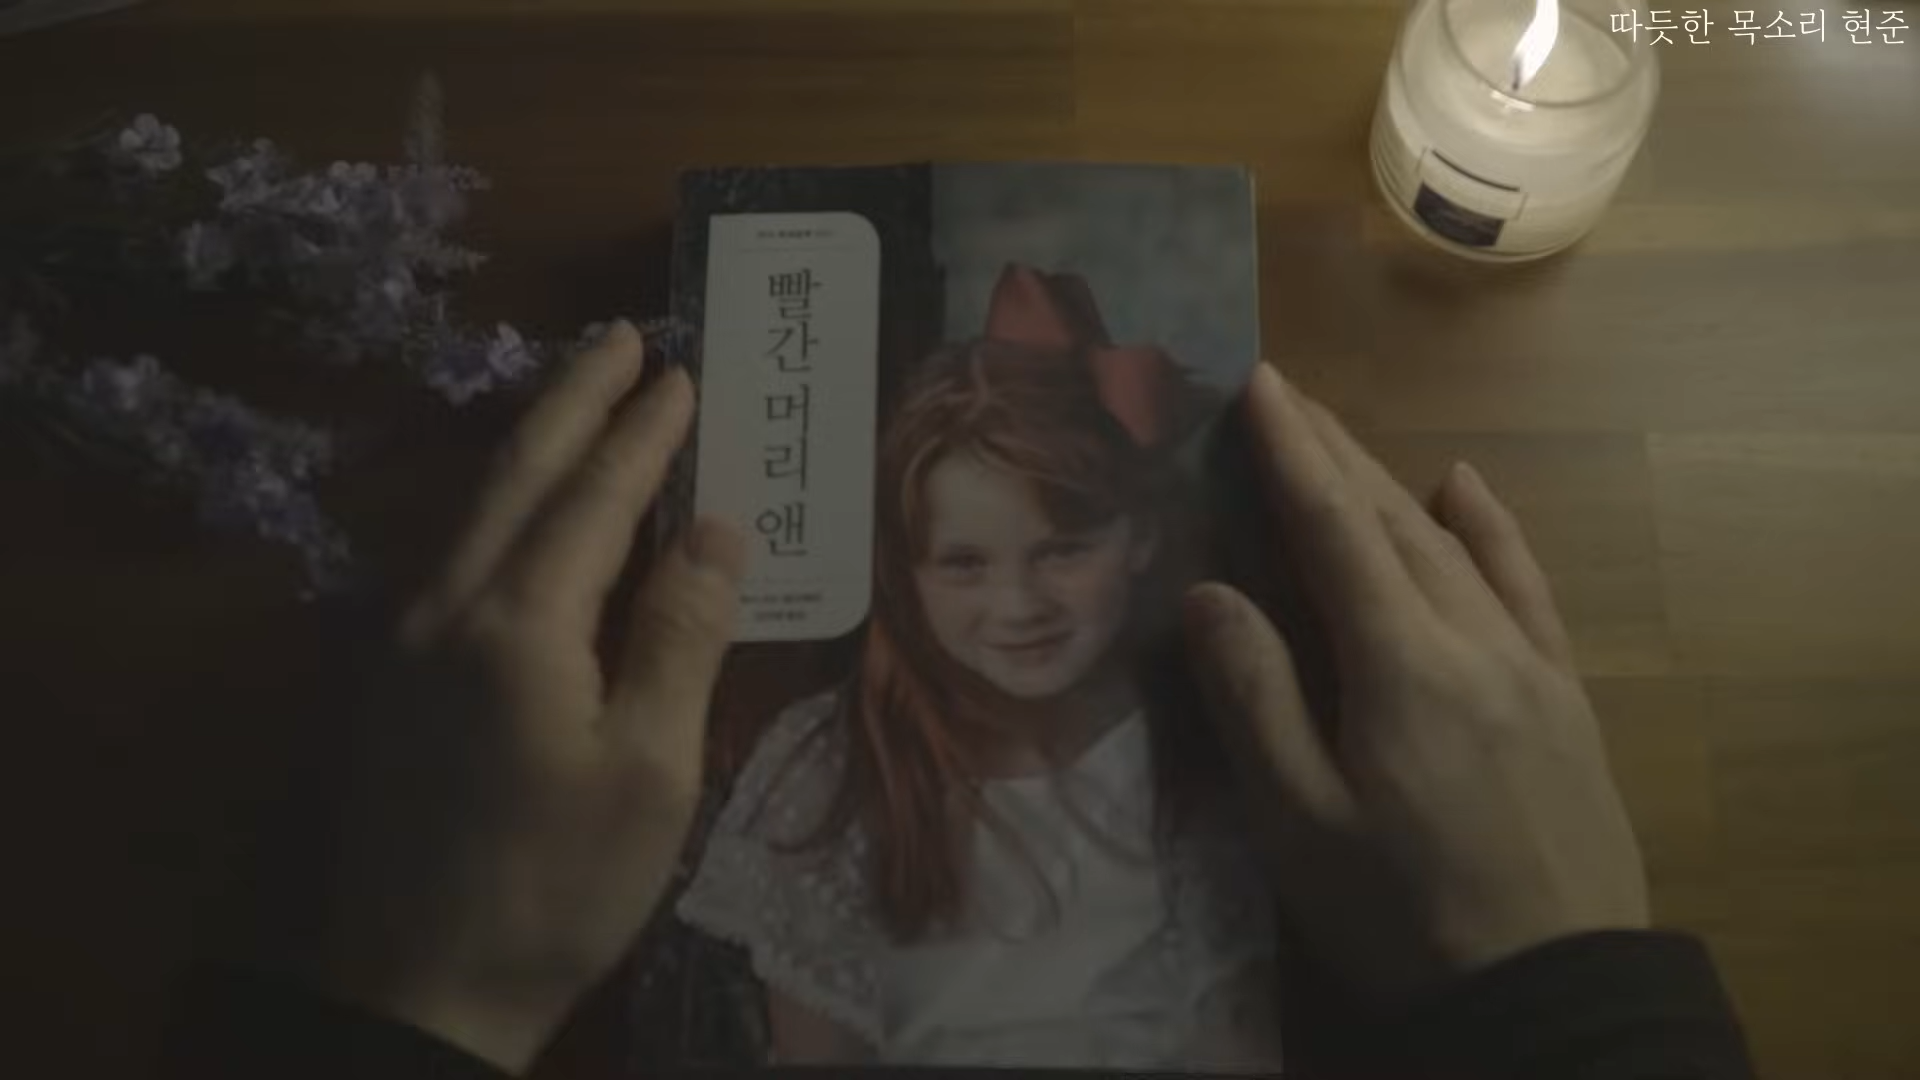 따듯한 목소리 현준
빨간 머리 앤